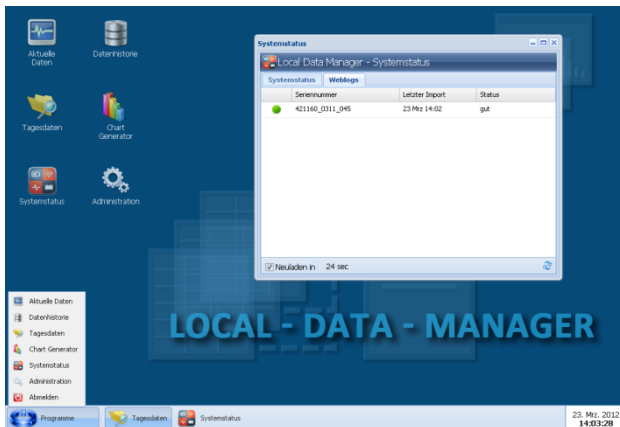 Aktuelle
Daten
Datenhistorie
Tagesdaten
Chart
Generator
Systemstatus
Administration
Systemstatus
Local Data Manager - Systemstatus
Systemstatus Weblogs
Seriennummer Letzter Import Status
421160_0311_045 23 Mrz 14:02 gut
Neuladen in 24 sec
LOCAL - DATA - MANAGER
Aktuelle Daten
Datenhistorie
Tagesdaten
Chart Generator
Systemstatus
Administration
Abmelden
Programme Tagesdaten Systemstatus
23. Mrz. 2012
14:03:28